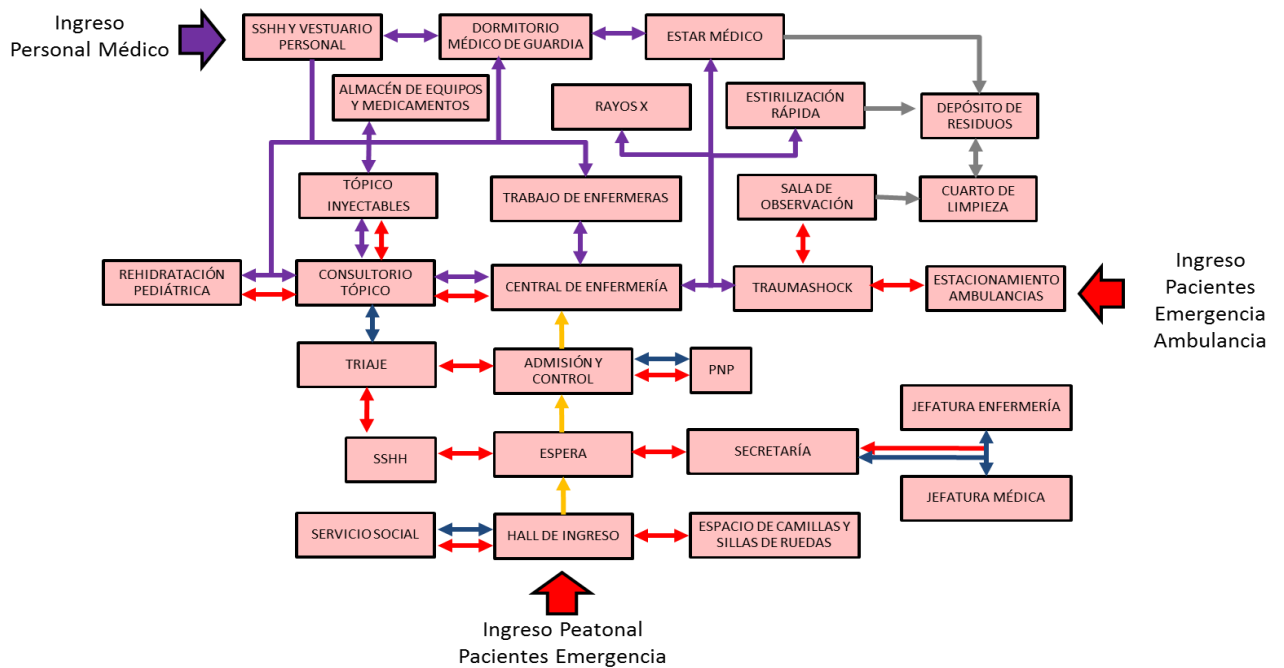 Ingreso
Personal Médico
SSHH Y VESTUARIO
PERSONAL
DORMITORIO
MÉDICO DE GUARDIA
ESTAR MÉDICO
ALMACÉN DE EQUIPOS
Y MEDICAMENTOS
RAYOS X
ESTIRILIZACIÓN
RÁPIDA
DEPÓSITO DE
RESIDUOS
TÓPICO
INYECTABLES
TRABAJO DE ENFERMERAS
SALA DE
OBSERVACIÓN
CUARTO DE
LIMPIEZA
REHIDRATACIÓN
PEDIÁTRICA
CONSULTORIO
TÓPICO
CENTRAL DE ENFERMERÍA
TRAUMASHOCK
ESTACIONAMIENTO
AMBULANCIAS
Ingreso
Pacientes
Emergencia
Ambulancia
TRIAJE
ADMISIÓN Y
CONTROL
PNP
JEFATURA ENFERMERÍA
SSHH
ESPERA
SECRETARÍA
JEFATURA MÉDICA
SERVICIO SOCIAL
HALL DE INGRESO
ESPACIO DE CAMILLAS Y
SILLAS DE RUEDAS
Ingreso Peatonal
Pacientes Emergencia